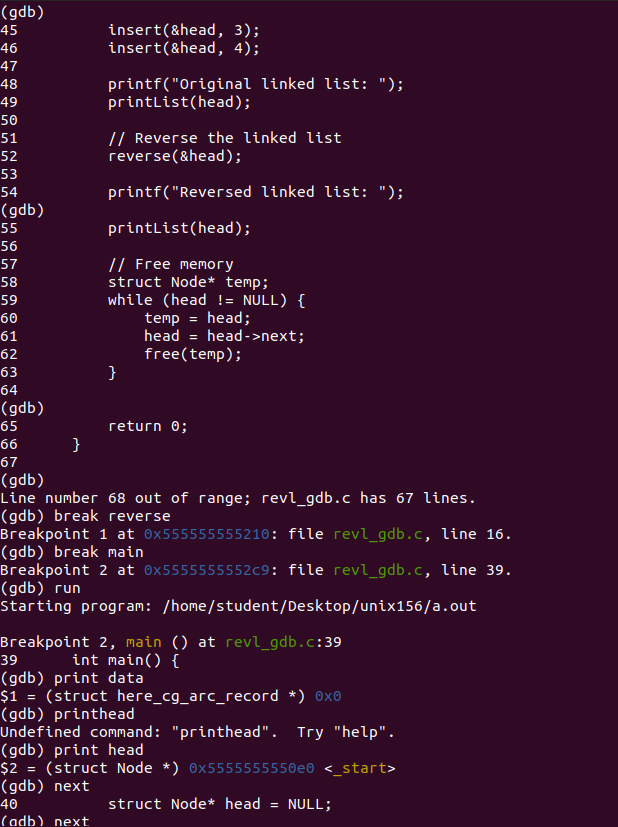 (gdb)
45          insert(&head, 3);
46          insert(&head, 4);
47
48          printf("Original linked list: ");
49          printList(head);
50
51          // Reverse the linked list
52          reverse(&head);
53
54          printf("Reversed linked list: ");
(gdb)
55          printList(head);
56
57          // Free memory
58          struct Node* temp;
59          while (head != NULL) {
60              temp = head;
61              head = head->next;
62              free(temp);
63          }
64
(gdb)
65          return 0;
66      }
67
(gdb)
Line number 68 out of range; revl_gdb.c has 67 lines.
(gdb) break reverse
Breakpoint 1 at 0x555555555210: file revl_gdb.c, line 16.
(gdb) break main
Breakpoint 2 at 0x5555555552c9: file revl_gdb.c, line 39.
(gdb) run
Starting program: /home/student/Desktop/unix156/a.out

Breakpoint 2, main () at revl_gdb.c:39
39      int main() {
(gdb) print data
$1 = (struct here_cg_arc_record *) 0x0
(gdb) printhead
Undefined command: "printhead".  Try "help".
(gdb) print head
$2 = (struct Node *) 0x5555555550e0 <_start>
(gdb) next
40          struct Node* head = NULL;
(gdb) next